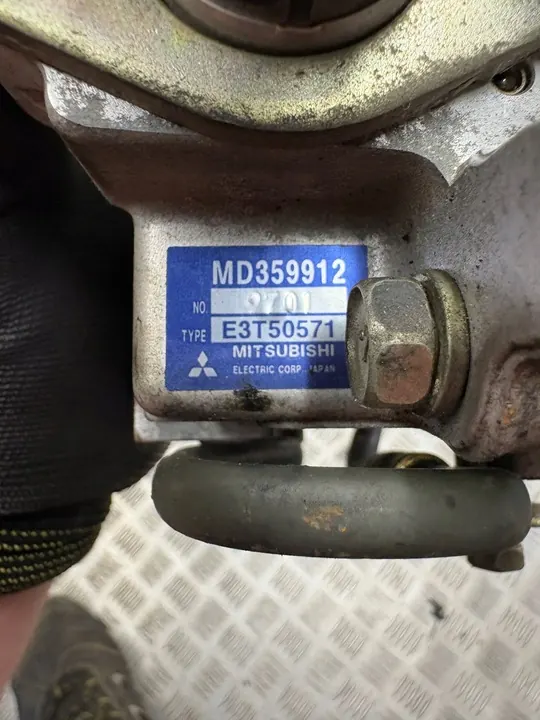 MD359912
NO. 9701
TYPE E3T50571
MITSUBISHI
ELECTRIC CORP. JAPAN